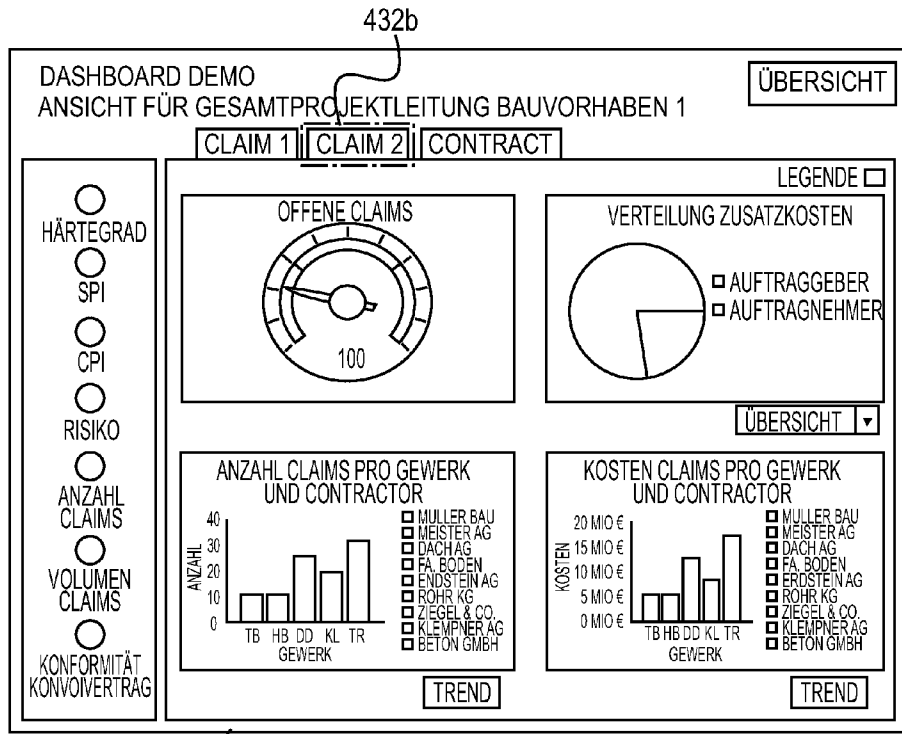 432b
DASHBOARD DEMO
ÜBERSICHT
ANSICHT FÜR GESAMTPROJEKTLEITUNG BAUVORHABEN 1
CLAIM 1
CLAIM 2
CONTRACT
LEGENDE
HÄRTEGRAD
SPI
CPI
RISIKO
ANZAHL
CLAIMS
VOLUMEN
CLAIMS
KONFORMITÄT
KONVOIVERTRAG
OFFENE CLAIMS
100
VERTEILUNG ZUSATZKOSTEN
AUFTRAGGEBER
AUFTRAGNEHMER
ÜBERSICHT
ANZAHL CLAIMS PRO GEWERK
UND CONTRACTOR
ANZAHL
40
30
20
10
0
TB HB DD KL TR
GEWERK
MULLER BAU
MEISTER AG
DACH AG
FA. BODEN
ENDSTEIN AG
ROHR KG
ZIEGEL & CO.
KLEMPNER AG
BETON GMBH
TREND
KOSTEN CLAIMS PRO GEWERK
UND CONTRACTOR
KOSTEN
20 MIO €
15 MIO €
10 MIO €
5 MIO €
0 MIO €
TB HB DD KL TR
GEWERK
MULLER BAU
MEISTER AG
DACH AG
FA. BODEN
ERDSTEIN AG
ROHR KG
ZIEGEL & CO.
KLEMPNER AG
BETON GMBH
TREND